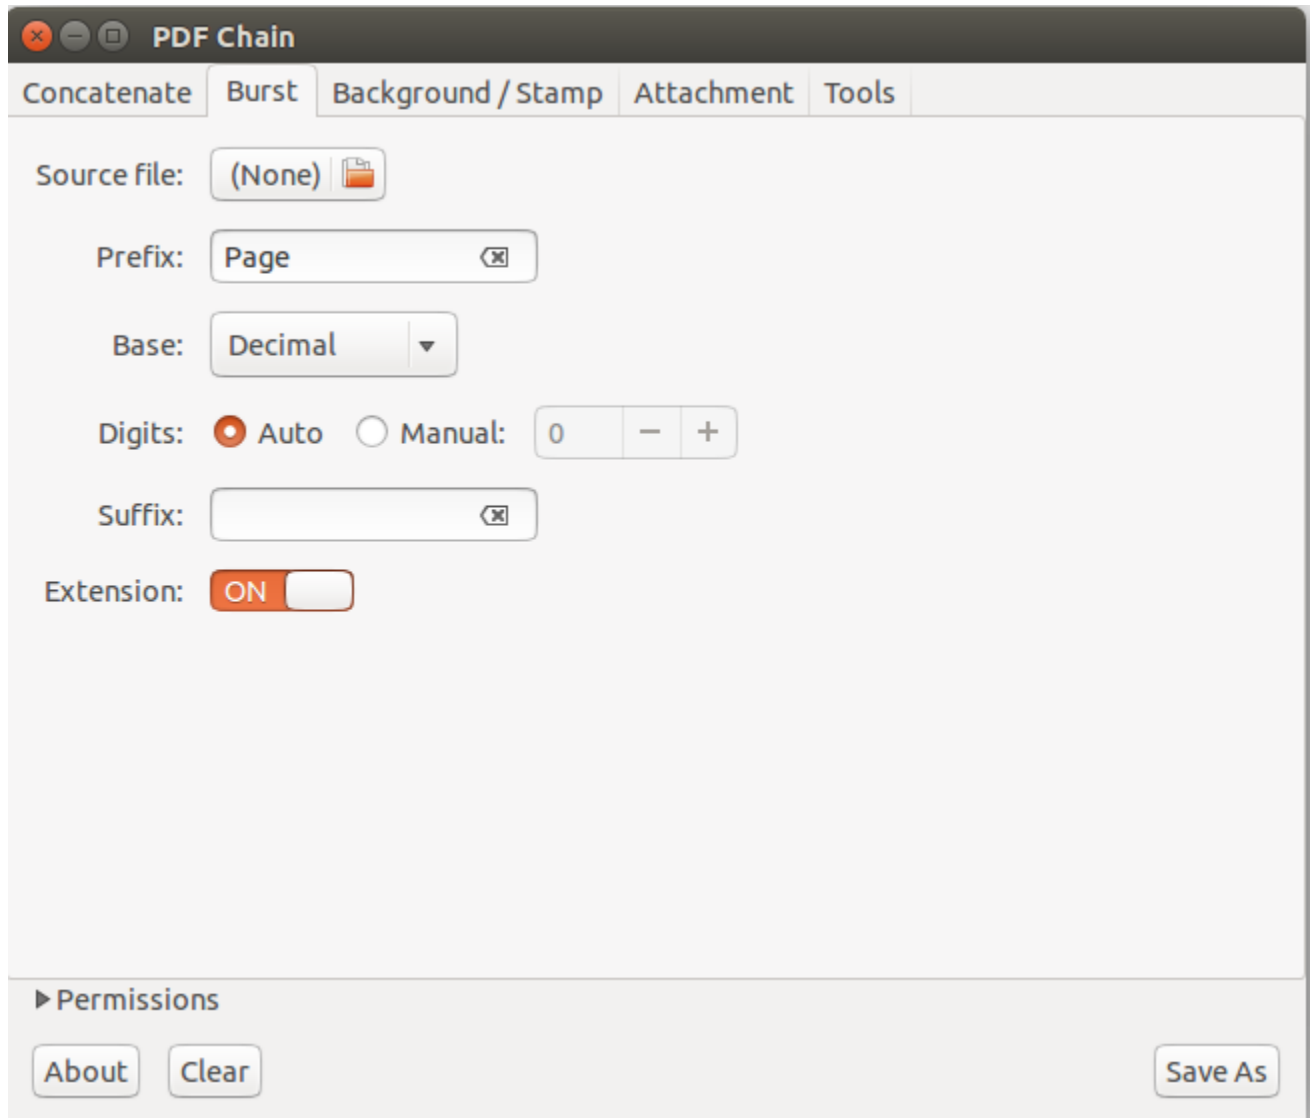 PDF Chain
Concatenate Burst Background / Stamp Attachment Tools
Source file: (None)
Prefix: Page
Base: Decimal
Digits: Auto Manual: 0 − +
Suffix:
Extension: ON
Permissions
About Clear Save As